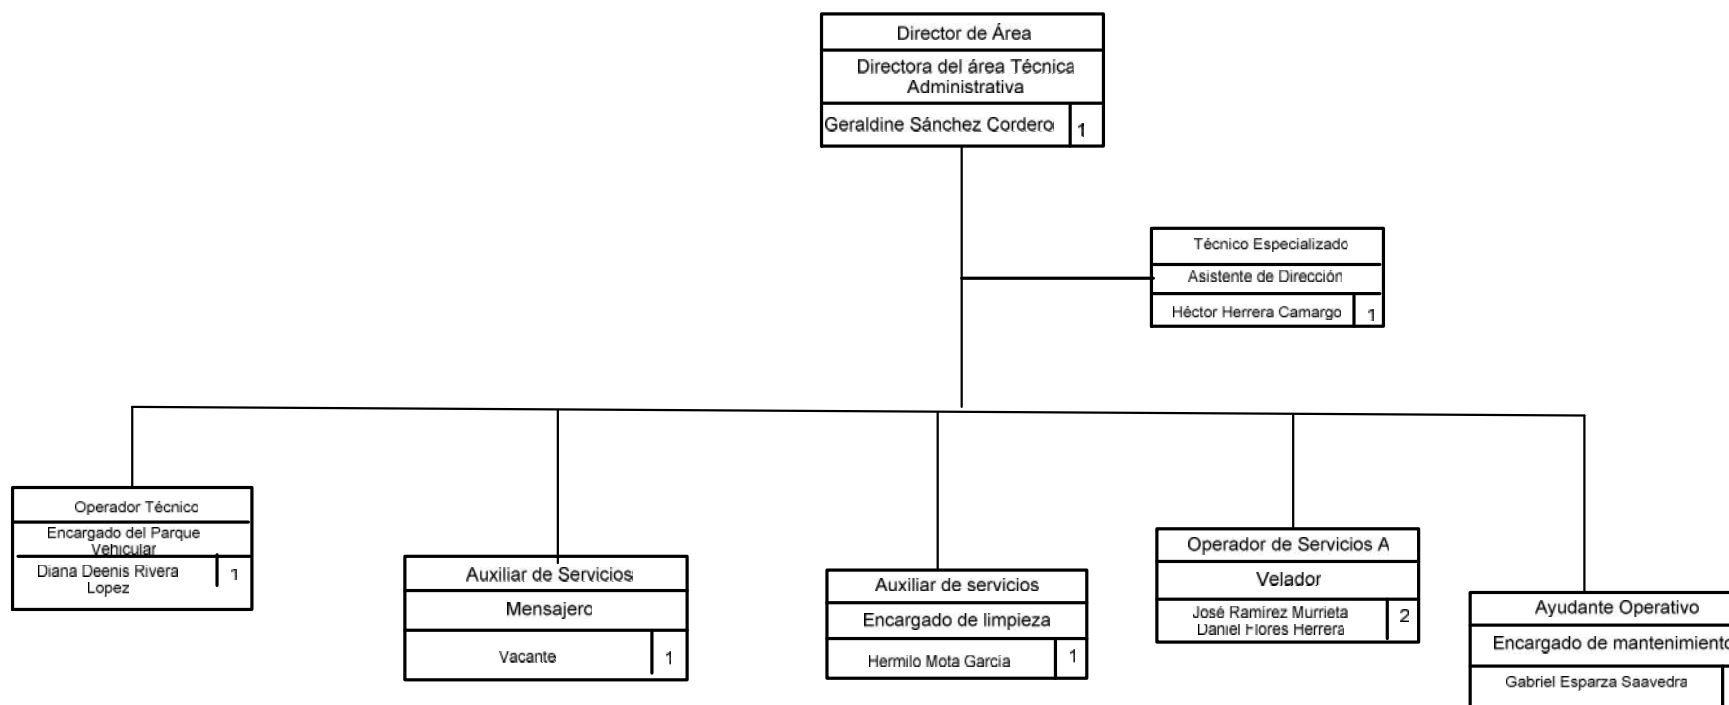 Director de Área
Directora del área Técnica
Administrativa
Geraldine Sánchez Cordero
1
Técnico Especializado
Asistente de Dirección
Héctor Herrera Camargo
1
Operador Técnico
Encargado del Parque
Vehicular
Diana Deenis Rivera
Lopez
1
Auxiliar de Servicios
Mensajero
Vacante
1
Auxiliar de servicios
Encargado de limpieza
Hermilo Mota García
1
Operador de Servicios A
Velador
José Ramírez Murrieta
Daniel Flores Herrera
2
Ayudante Operativo
Encargado de mantenimiento
Gabriel Esparza Saavedra